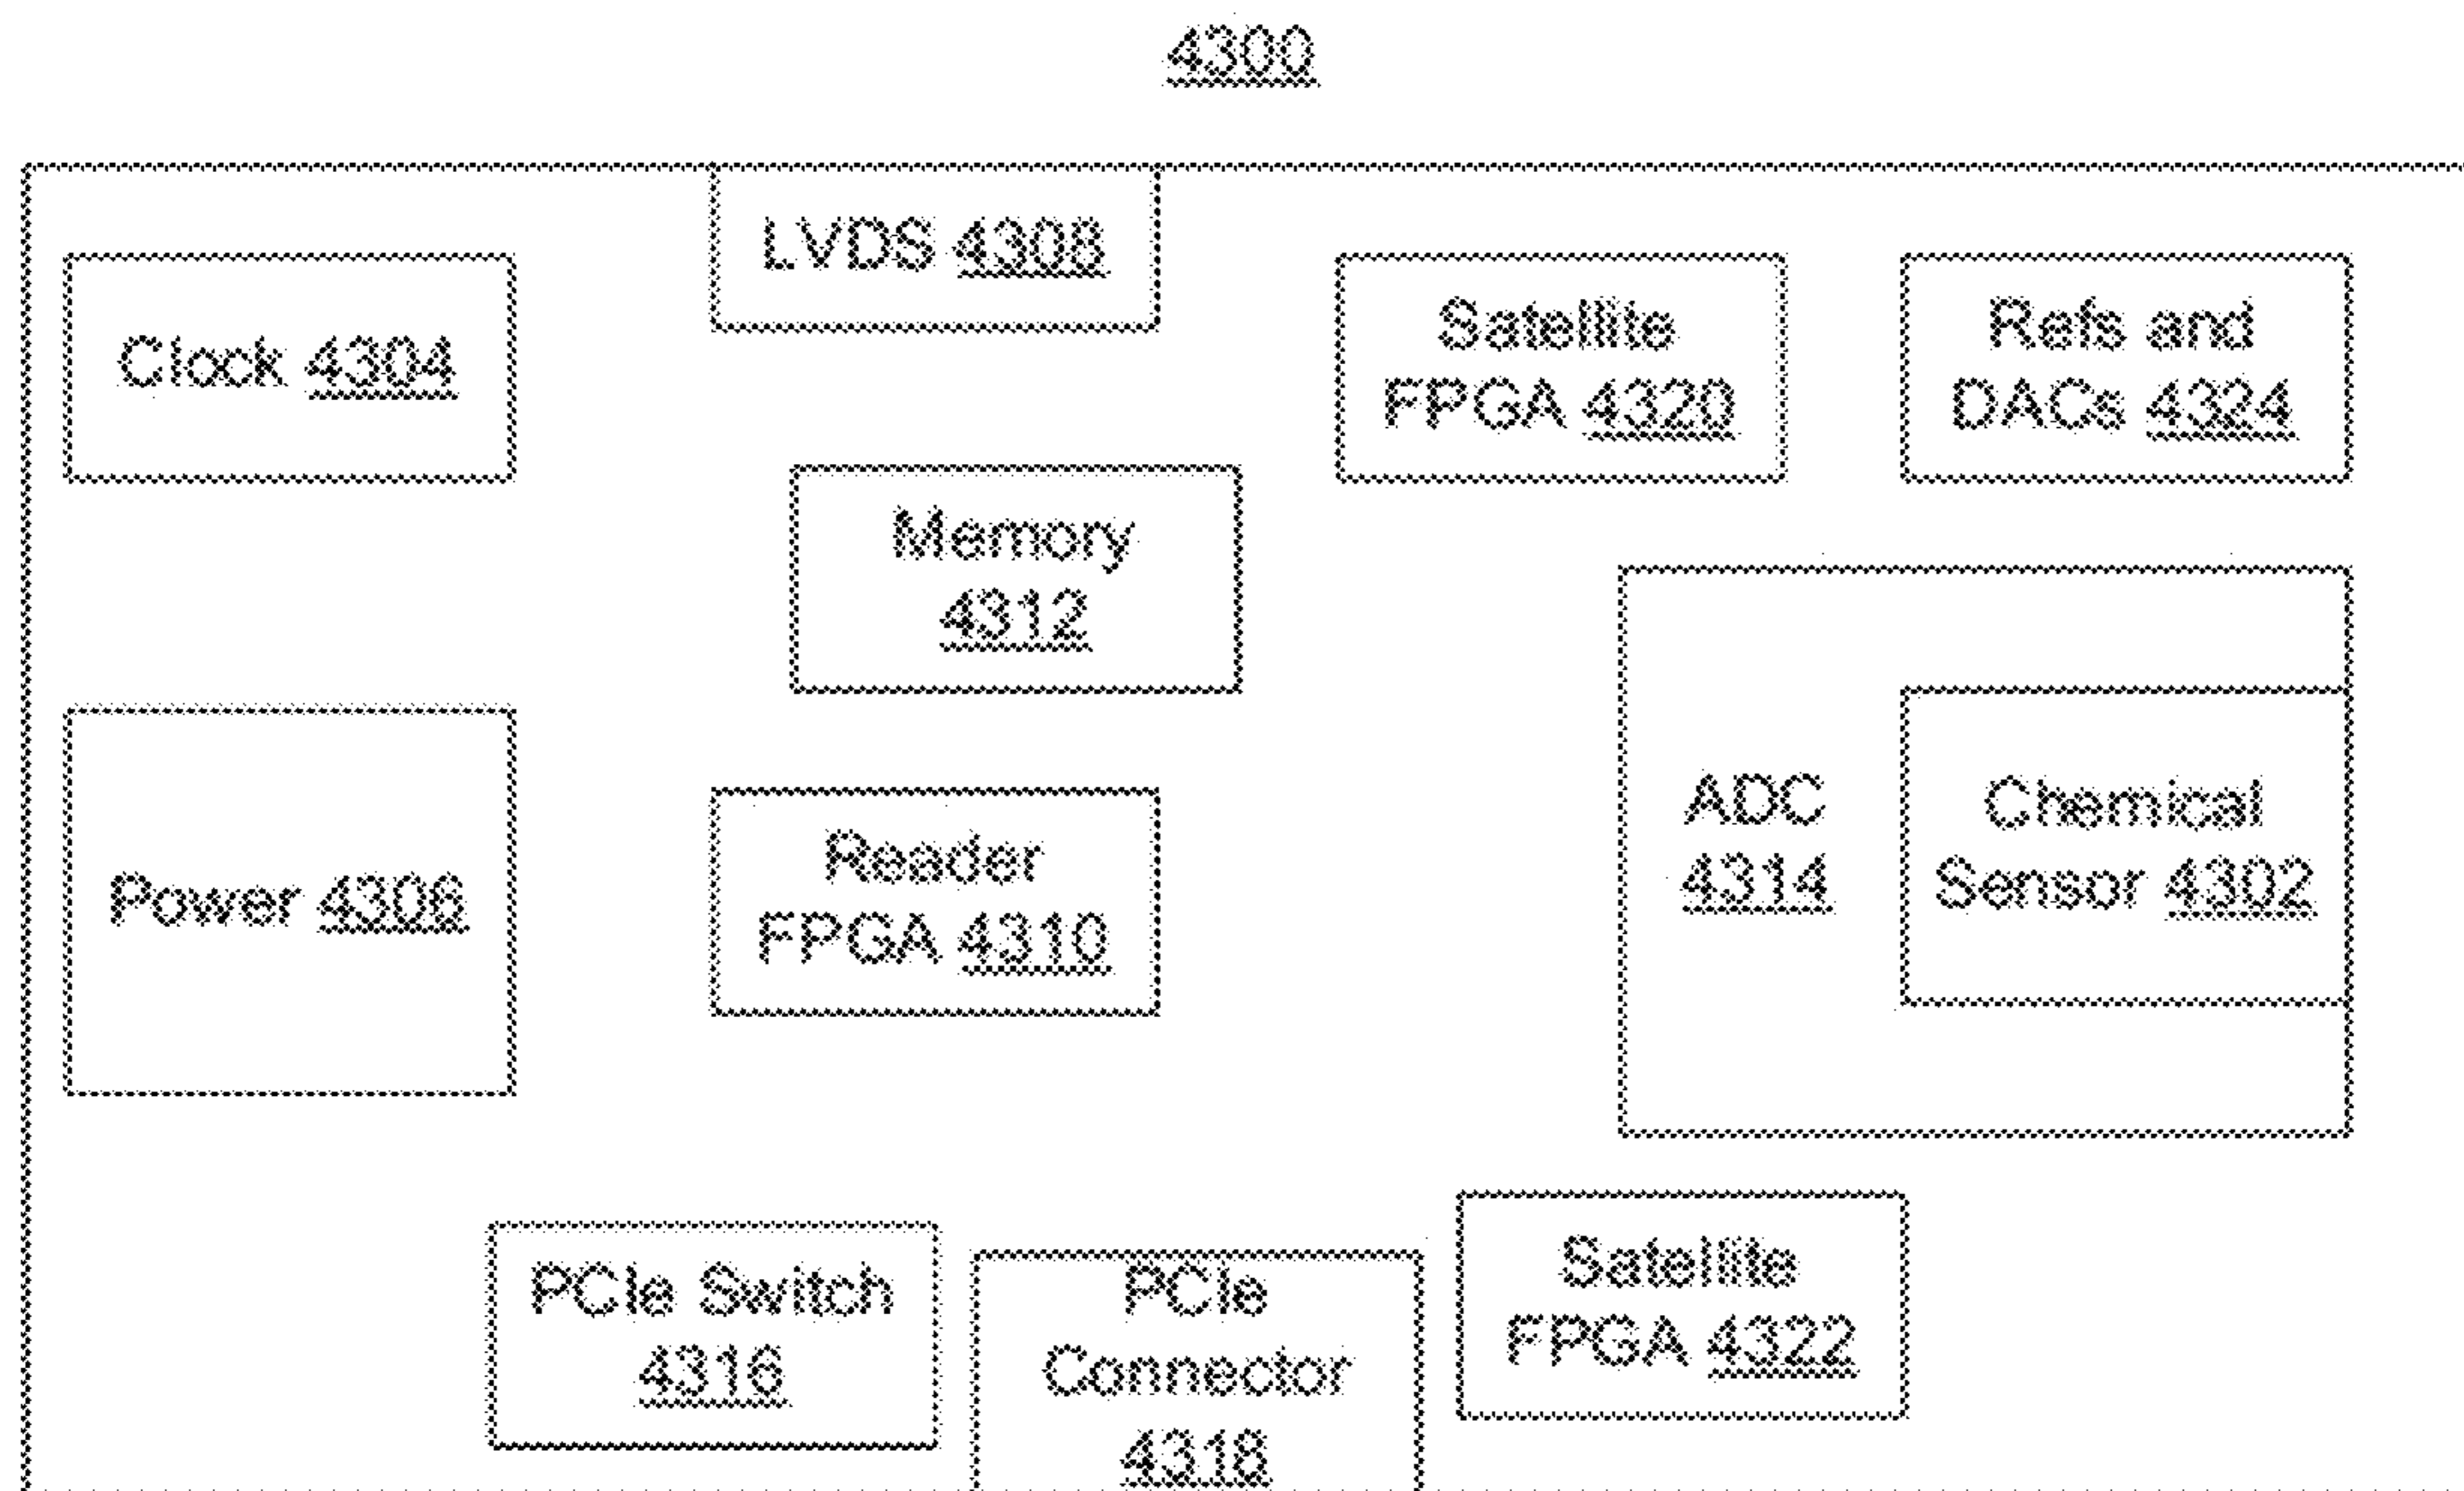 4300
LVDS 4308
Clock 4304
Satellite
FPGA 4320
Refs and
DACs 4324
Memory
4312
Power 4306
Reader
FPGA 4310
ADC
4314
Chemical
Sensor 4302
PCIe Switch
4316
PCIe
Connector
4318
Satellite
FPGA 4322